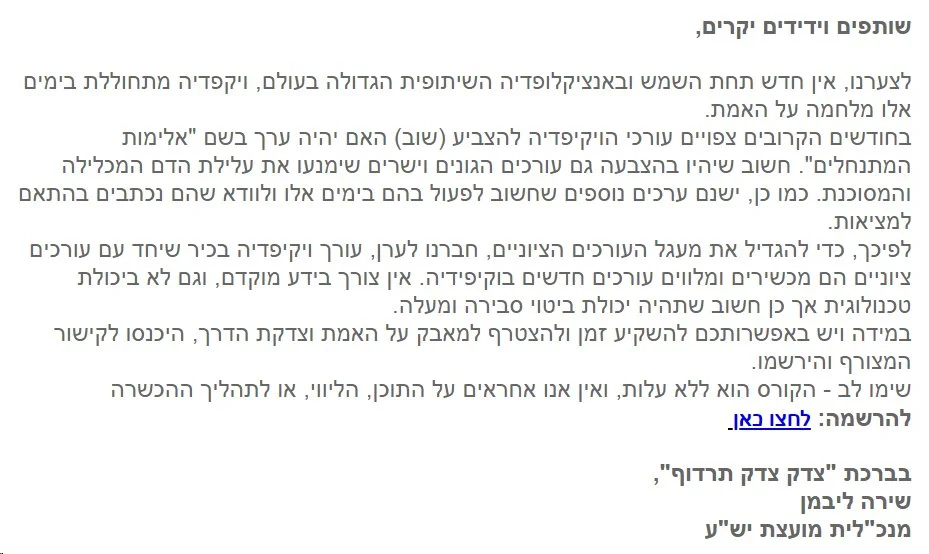 שותפים וידידים יקרים,
לצערנו, אין חדש תחת השמש ובאנציקלופדיה השיתופית הגדולה בעולם, ויקפדיה מתחוללת בימים
אלו מלחמה על האמת.
בחודשים הקרובים צפויים עורכי הויקיפדיה להצביע (שוב) האם יהיה ערך בשם "אלימות
המתנחלים". חשוב שיהיו בהצבעה גם עורכים הגונים וישרים שימנעו את עלילת הדם המכלילה
והמסוכנת. כמו כן, ישנם ערכים נוספים שחשוב לפעול בהם בימים אלו ולוודא שהם נכתבים בהתאם
למציאות.
לפיכך, כדי להגדיל את מעגל העורכים הציוניים, חברנו לערן, עורך ויקיפדיה בכיר שיחד עם עורכים
ציוניים הם מכשירים ומלווים עורכים חדשים בוקיפידיה. אין צורך בידע מוקדם, וגם לא ביכולת
טכנולוגית אך כן חשוב שתהיה יכולת ביטוי סבירה ומעלה.
במידה ויש באפשרותכם להשקיע זמן ולהצטרף למאבק על האמת וצדקת הדרך, היכנסו לקישור
המצורף והירשמו.
שימו לב - הקורס הוא ללא עלות, ואין אנו אחראים על התוכן, הליווי, או לתהליך ההכשרה
להרשמה: לחצו כאן
בברכת "צדק צדק תרדוף",
שירה ליבמן
מנכ"לית מועצת יש"ע